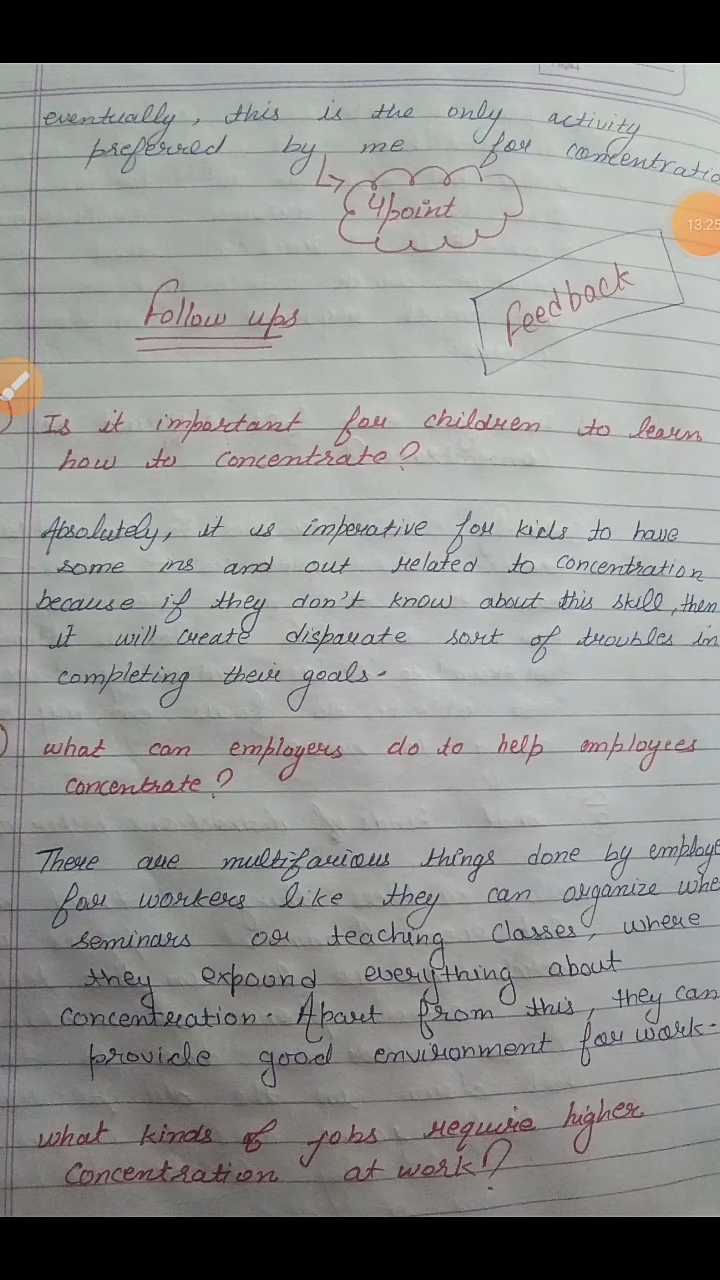 eventually, this is the only activity
preferred by me for concentratio
4point
13:25
Follow ups
Feedback
Is it important for children to learn
how to concentrate?
Absolutely, it is imperative for kids to have
some ins and out related to concentration
because if they don't know about this skill, then
it will create disparate sort of troubles in
completing their goals.
what can employers do to help employees
concentrate?
There are multifarious things done by employe
for workers like they can organize whe
seminars or teaching classes, where
they expound everything about
concentration. Apart from this, they can
provide good environment for work.
what kinds of jobs require higher
concentration at work?